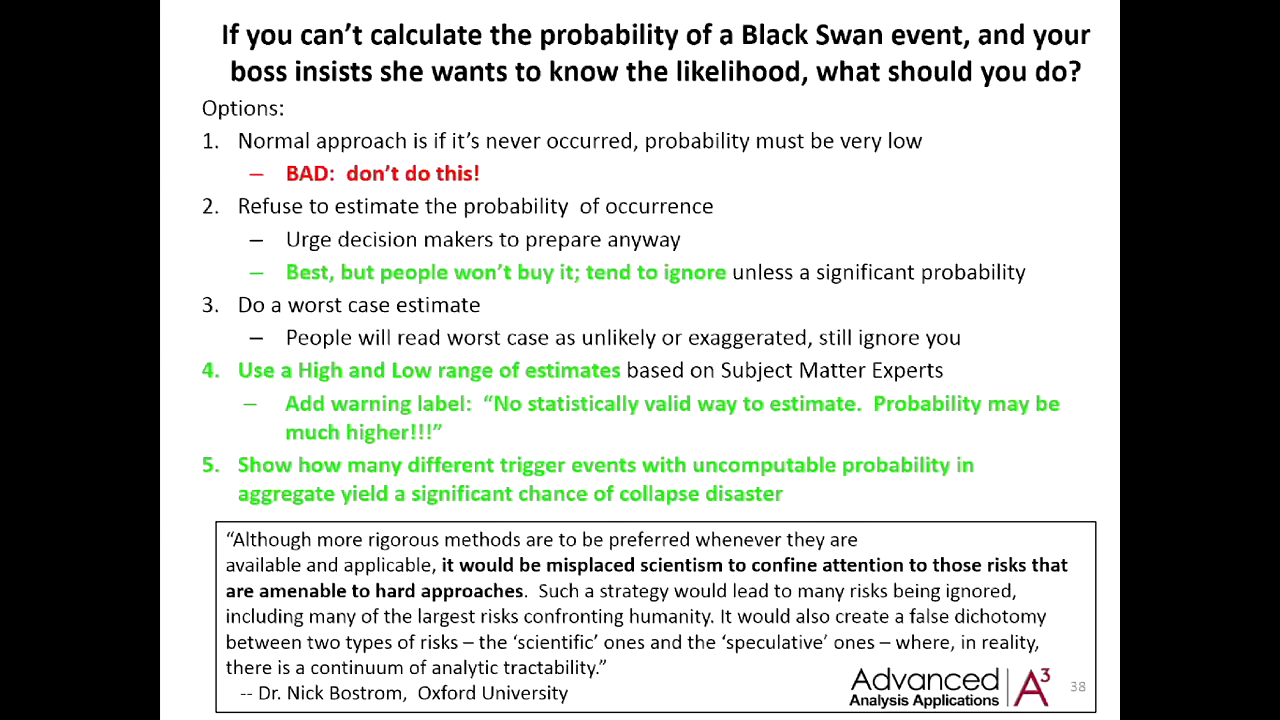 If you can't calculate the probability of a Black Swan event, and your
boss insists she wants to know the likelihood, what should you do?
Options:
1. Normal approach is if it's never occurred, probability must be very low
– BAD: don't do this!
2. Refuse to estimate the probability of occurrence
– Urge decision makers to prepare anyway
– Best, but people won't buy it; tend to ignore unless a significant probability
3. Do a worst case estimate
– People will read worst case as unlikely or exaggerated, still ignore you
4. Use a High and Low range of estimates based on Subject Matter Experts
– Add warning label: “No statistically valid way to estimate. Probability may be
much higher!!!”
5. Show how many different trigger events with uncomputable probability in
aggregate yield a significant chance of collapse disaster
“Although more rigorous methods are to be preferred whenever they are
available and applicable, it would be misplaced scientism to confine attention to those risks that
are amenable to hard approaches. Such a strategy would lead to many risks being ignored,
including many of the largest risks confronting humanity. It would also create a false dichotomy
between two types of risks – the ‘scientific’ ones and the ‘speculative’ ones – where, in reality,
there is a continuum of analytic tractability.”
-- Dr. Nick Bostrom, Oxford University
Advanced
Analysis Applications
A3
38